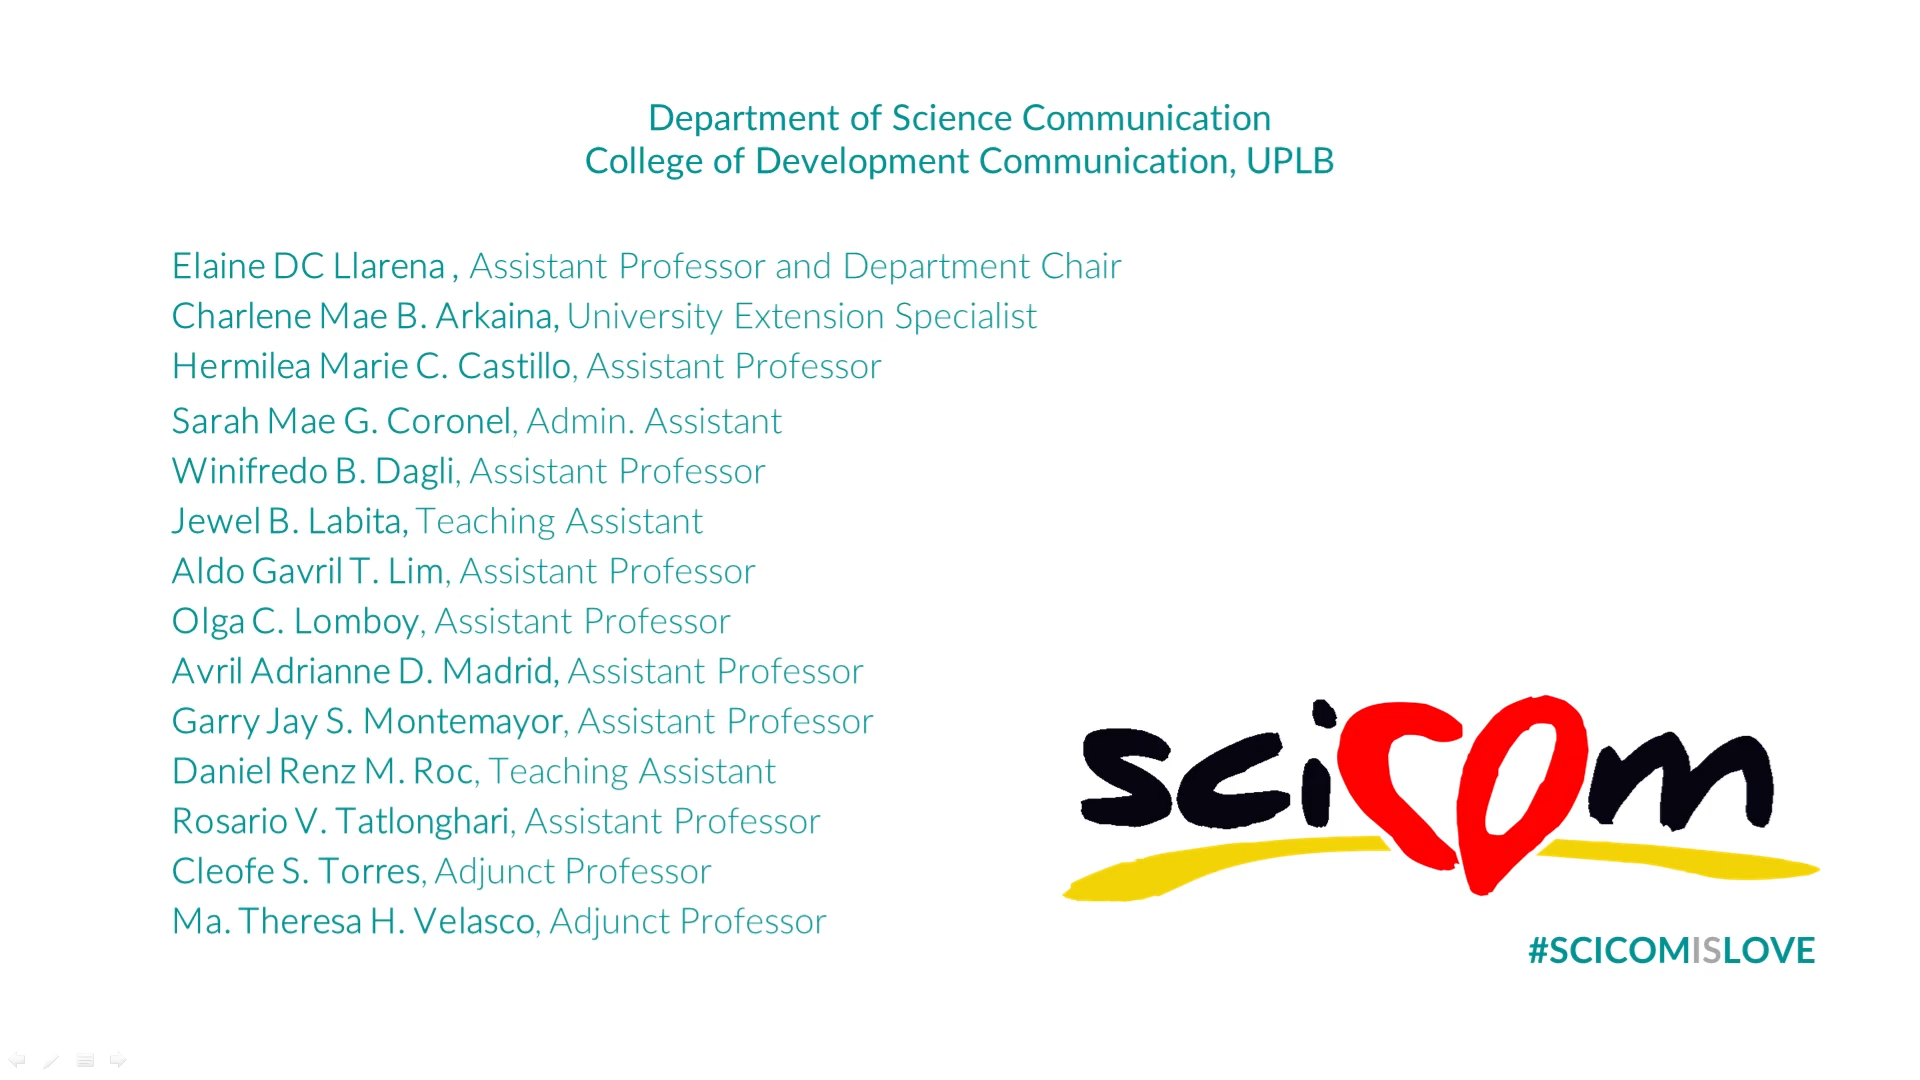 Department of Science Communication
College of Development Communication, UPLB
Elaine DC Llarena , Assistant Professor and Department Chair
Charlene Mae B. Arkaina, University Extension Specialist
Hermilea Marie C. Castillo, Assistant Professor
Sarah Mae G. Coronel, Admin. Assistant
Winifredo B. Dagli, Assistant Professor
Jewel B. Labita, Teaching Assistant
Aldo Gavril T. Lim, Assistant Professor
Olga C. Lomboy, Assistant Professor
Avril Adrianne D. Madrid, Assistant Professor
Garry Jay S. Montemayor, Assistant Professor
Daniel Renz M. Roc, Teaching Assistant
Rosario V. Tatlonghari, Assistant Professor
Cleofe S. Torres, Adjunct Professor
Ma. Theresa H. Velasco, Adjunct Professor
scicom
#SCICOMISLOVE